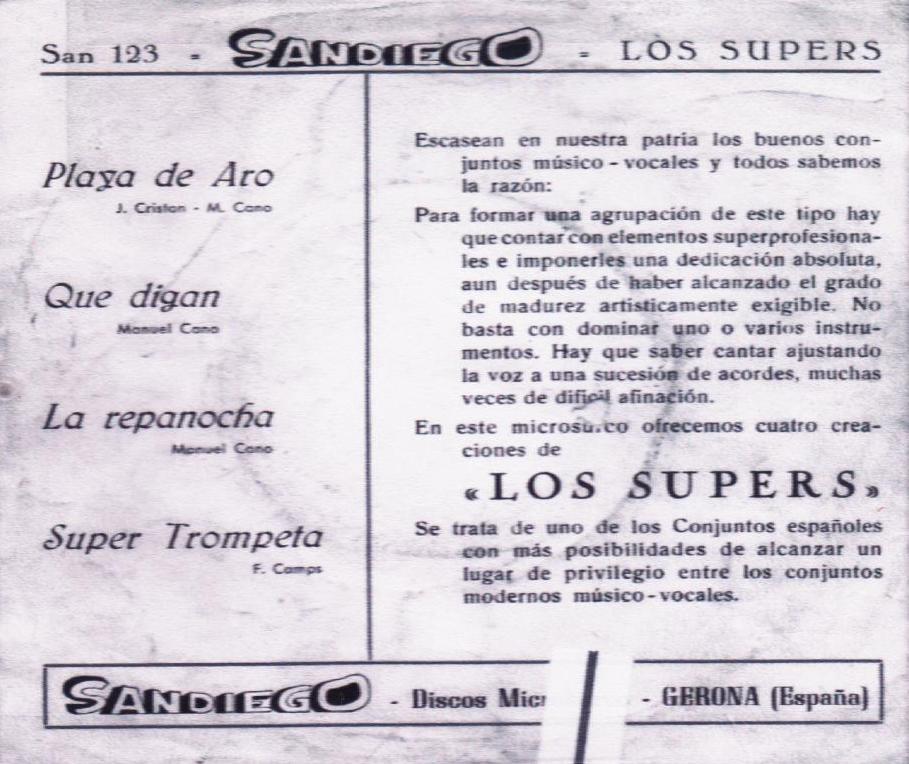 San 123 - SANDIEGO - LOS SUPERS
Playa de Aro
J. Criston - M. Cano
Que digan
Manuel Cano
La repanocha
Manuel Cano
Super Trompeta
F. Camps
Escasean en nuestra patria los buenos con-
juntos músico-vocales y todos sabemos
la razón:
Para formar una agrupación de este tipo hay
que contar con elementos superprofesiona-
les e imponerles una dedicación absoluta,
aun después de haber alcanzado el grado
de madurez artisticamente exigible. No
basta con dominar uno o varios instru-
mentos. Hay que saber cantar ajustando
la voz a una sucesión de acordes, muchas
veces de dificil afinación.
En este microsurco ofrecemos cuatro crea-
ciones de
«LOS SUPERS»
Se trata de uno de los Conjuntos españoles
con más posibilidades de alcanzar un
lugar de privilegio entre los conjuntos
modernos músico-vocales.
SANDIEGO - Discos - GERONA (España)